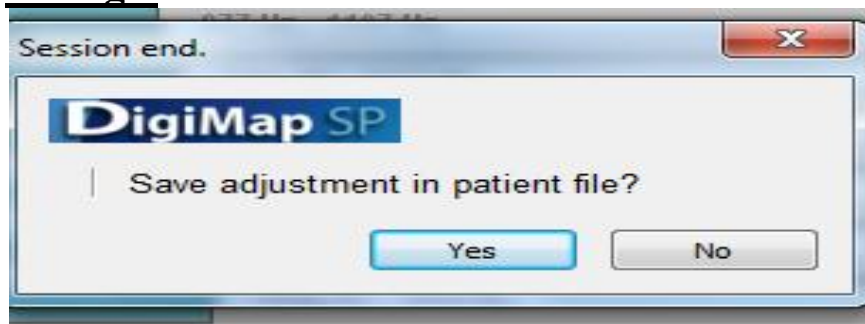 Session end.
DigiMap SP
Save adjustment in patient file?
Yes No